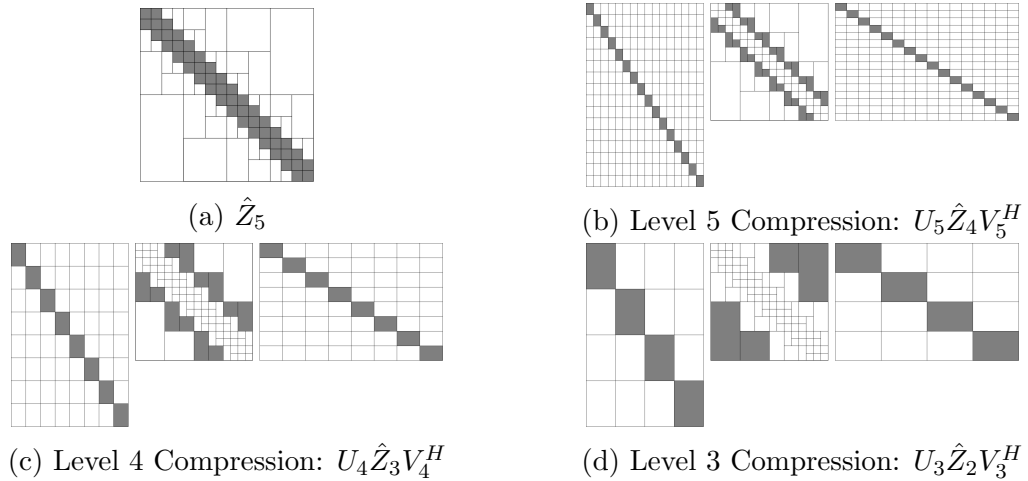 (a) Ẑ₅
(b) Level 5 Compression: U₅Ẑ₄V₅ᴴ
(c) Level 4 Compression: U₄Ẑ₃V₄ᴴ
(d) Level 3 Compression: U₃Ẑ₂V₃ᴴ